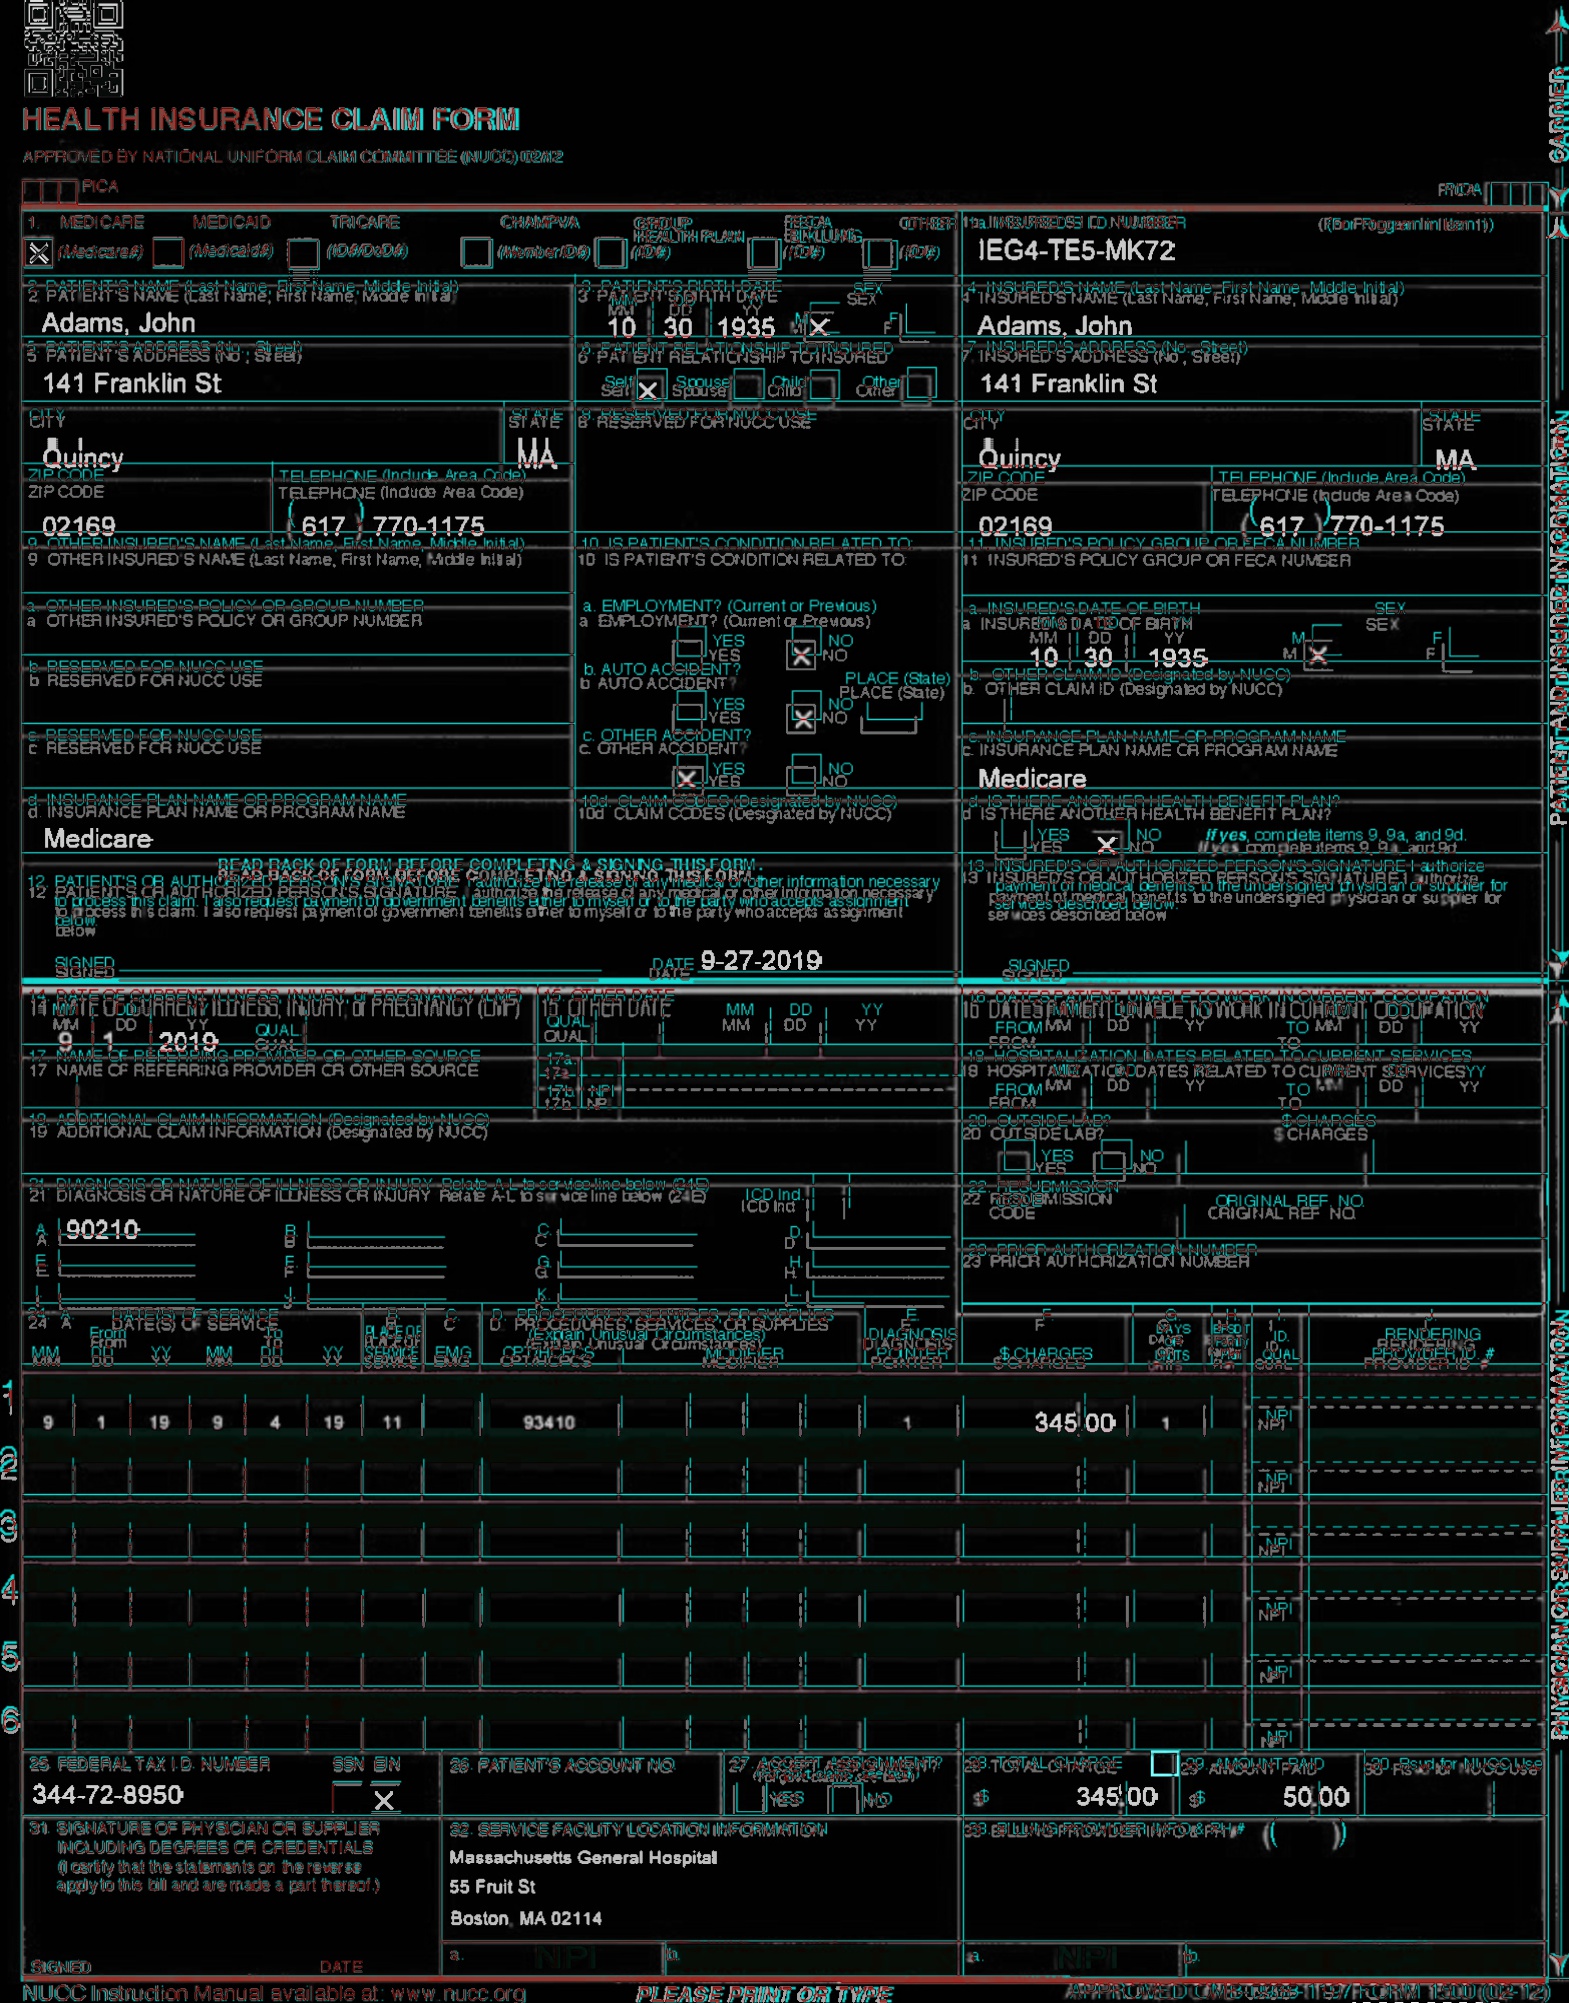 HEALTH INSURANCE CLAIM FORM
APPROVED BY NATIONAL UNIFORM CLAIM COMMITTEE (NUCC) 02/12
PICA
PICA
CARRIER
1. MEDICARE MEDICAID TRICARE CHAMPVA GROUP HEALTH PLAN FECA BLKLUNG OTHER
(Medicare#) (Medicaid#) (ID#/DoD#) (Member ID#) (ID#) (ID#) (ID#)
1a. INSURED'S I.D. NUMBER (For Program in Item 1)
IEG4-TE5-MK72
2. PATIENT'S NAME (Last Name, First Name, Middle Initial)
Adams, John
3. PATIENT'S BIRTH DATE SEX
MM DD YY
10 30 1935 M X F
4. INSURED'S NAME (Last Name, First Name, Middle Initial)
Adams, John
5. PATIENT'S ADDRESS (No., Street)
141 Franklin St
6. PATIENT RELATIONSHIP TO INSURED
Self X Spouse Child Other
7. INSURED'S ADDRESS (No., Street)
141 Franklin St
CITY STATE
Quincy MA
8. RESERVED FOR NUCC USE
CITY STATE
Quincy MA
ZIP CODE TELEPHONE (Include Area Code)
02169 (617) 770-1175
ZIP CODE TELEPHONE (Include Area Code)
02169 (617) 770-1175
9. OTHER INSURED'S NAME (Last Name, First Name, Middle Initial)
10. IS PATIENT'S CONDITION RELATED TO:
11. INSURED'S POLICY GROUP OR FECA NUMBER
a. OTHER INSURED'S POLICY OR GROUP NUMBER
a. EMPLOYMENT? (Current or Previous)
YES X NO
a. INSURED'S DATE OF BIRTH SEX
MM DD YY
10 30 1935 M X F
b. RESERVED FOR NUCC USE
b. AUTO ACCIDENT? PLACE (State)
YES X NO
b. OTHER CLAIM ID (Designated by NUCC)
c. RESERVED FOR NUCC USE
c. OTHER ACCIDENT?
X YES NO
c. INSURANCE PLAN NAME OR PROGRAM NAME
Medicare
d. INSURANCE PLAN NAME OR PROGRAM NAME
Medicare
10d. CLAIM CODES (Designated by NUCC)
d. IS THERE ANOTHER HEALTH BENEFIT PLAN?
YES X NO If yes, complete items 9, 9a, and 9d.
READ BACK OF FORM BEFORE COMPLETING & SIGNING THIS FORM.
12. PATIENT'S OR AUTHORIZED PERSON'S SIGNATURE I authorize the release of any medical or other information necessary
to process this claim. I also request payment of government benefits either to myself or to the party who accepts assignment
below.
SIGNED DATE 9-27-2019
13. INSURED'S OR AUTHORIZED PERSON'S SIGNATURE I authorize
payment of medical benefits to the undersigned physician or supplier for
services described below.
SIGNED
PATIENT AND INSURED INFORMATION
14. DATE OF CURRENT ILLNESS, INJURY, or PREGNANCY (LMP)
MM DD YY
9 1 2019 QUAL.
15. OTHER DATE
QUAL. MM DD YY
16. DATES PATIENT UNABLE TO WORK IN CURRENT OCCUPATION
FROM MM DD YY TO MM DD YY
17. NAME OF REFERRING PROVIDER OR OTHER SOURCE
17a.
17b. NPI
18. HOSPITALIZATION DATES RELATED TO CURRENT SERVICES
FROM MM DD YY TO MM DD YY
19. ADDITIONAL CLAIM INFORMATION (Designated by NUCC)
20. OUTSIDE LAB? $ CHARGES
YES NO
21. DIAGNOSIS OR NATURE OF ILLNESS OR INJURY Relate A-L to service line below (24E) ICD Ind.
A. 90210 B. C. D.
E. F. G. H.
I. J. K. L.
22. RESUBMISSION CODE ORIGINAL REF. NO.
23. PRIOR AUTHORIZATION NUMBER
24. A. DATE(S) OF SERVICE B. C. D. PROCEDURES, SERVICES, OR SUPPLIES E. F. G. H. I. J.
From To PLACE OF (Explain Unusual Circumstances) DIAGNOSIS DAYS EPSDT ID. RENDERING
MM DD YY MM DD YY SERVICE EMG CPT/HCPCS MODIFIER POINTER $ CHARGES UNITS QUAL. PROVIDER ID. #
1 9 1 19 9 4 19 11 93410 1 345 00 1 NPI
2 NPI
3 NPI
4 NPI
5 NPI
6 NPI
PHYSICIAN OR SUPPLIER INFORMATION
25. FEDERAL TAX I.D. NUMBER SSN EIN
344-72-8950 X
26. PATIENT'S ACCOUNT NO.
27. ACCEPT ASSIGNMENT?
YES NO
28. TOTAL CHARGE
$ 345 00
29. AMOUNT PAID
$ 50 00
30. Rsvd for NUCC Use
31. SIGNATURE OF PHYSICIAN OR SUPPLIER
INCLUDING DEGREES OR CREDENTIALS
(I certify that the statements on the reverse
apply to this bill and are made a part thereof.)
SIGNED DATE
32. SERVICE FACILITY LOCATION INFORMATION
Massachusetts General Hospital
55 Fruit St
Boston, MA 02114
a. NPI b.
33. BILLING PROVIDER INFO & PH# ( )
a. NPI b.
NUCC Instruction Manual available at: www.nucc.org
PLEASE PRINT OR TYPE
APPROVED OMB-0938-1197 FORM 1500 (02-12)